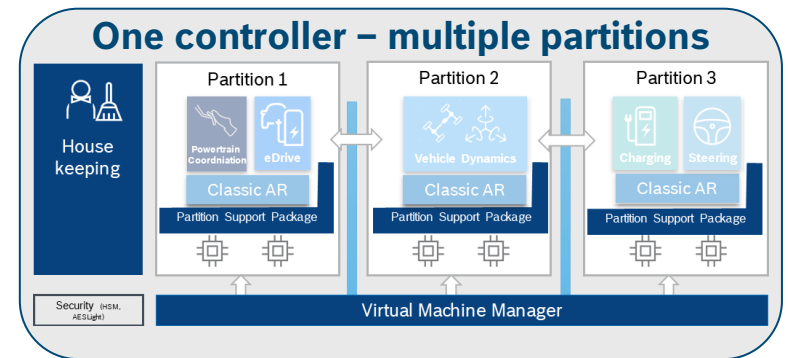 One controller – multiple partitions
House
keeping
Partition 1
Powertrain
Coordniation
eDrive
Classic AR
Partition Support Package
Partition 2
Vehicle Dynamics
Classic AR
Partition Support Package
Partition 3
Charging
Steering
Classic AR
Partition Support Package
Security (HSM,
AESLight)
Virtual Machine Manager